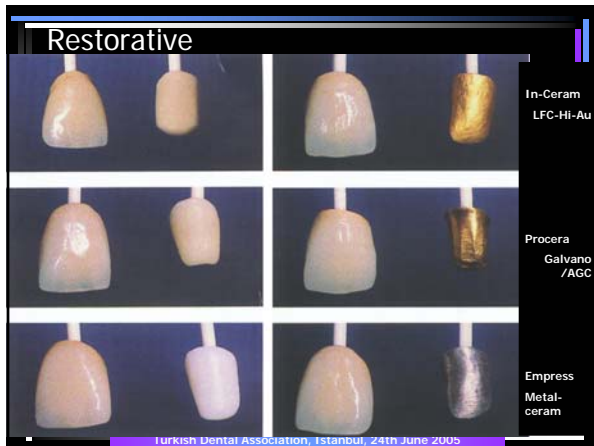 Restorative
In-Ceram
LFC-Hi-Au
Procera
Galvano
/AGC
Empress
Metal-
ceram
Turkish Dental Association, Istanbul, 24th June 2005